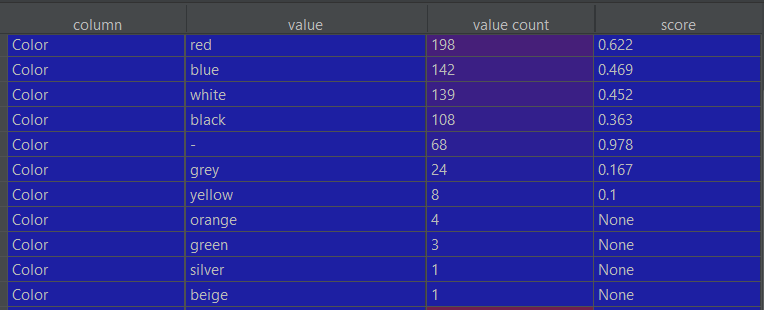 column value value count score
Color red 198 0.622
Color blue 142 0.469
Color white 139 0.452
Color black 108 0.363
Color - 68 0.978
Color grey 24 0.167
Color yellow 8 0.1
Color orange 4 None
Color green 3 None
Color silver 1 None
Color beige 1 None